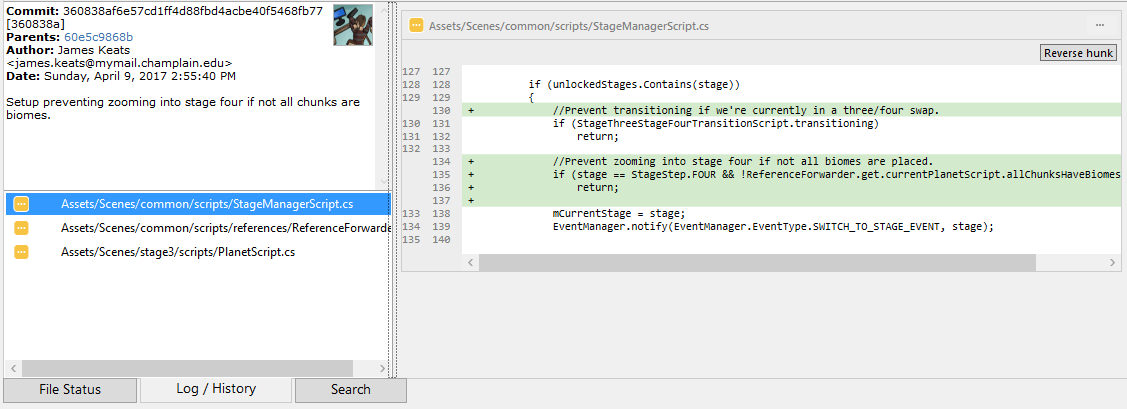 Commit: 360838af6e57cd1ff4d88fbd4acbe40f5468fb77
[360838a]
Parents: 60e5c9868b
Author: James Keats
<james.keats@mymail.champlain.edu>
Date: Sunday, April 9, 2017 2:55:40 PM
Setup preventing zooming into stage four if not all chunks are
biomes.
Assets/Scenes/common/scripts/StageManagerScript.cs
Assets/Scenes/common/scripts/references/ReferenceForwarde
Assets/Scenes/stage3/scripts/PlanetScript.cs
File Status
Log / History
Search
Assets/Scenes/common/scripts/StageManagerScript.cs
Reverse hunk
127 127
128 128 if (unlockedStages.Contains(stage))
129 129 {
130 + //Prevent transitioning if we're currently in a three/four swap.
130 131 if (StageThreeStageFourTransitionScript.transitioning)
131 132 return;
132 133
134 + //Prevent zooming into stage four if not all biomes are placed.
135 + if (stage == StageStep.FOUR && !ReferenceForwarder.get.currentPlanetScript.allChunksHaveBiomes
136 + return;
137 +
133 138 mCurrentStage = stage;
134 139 EventManager.notify(EventManager.EventType.SWITCH_TO_STAGE_EVENT, stage);
135 140